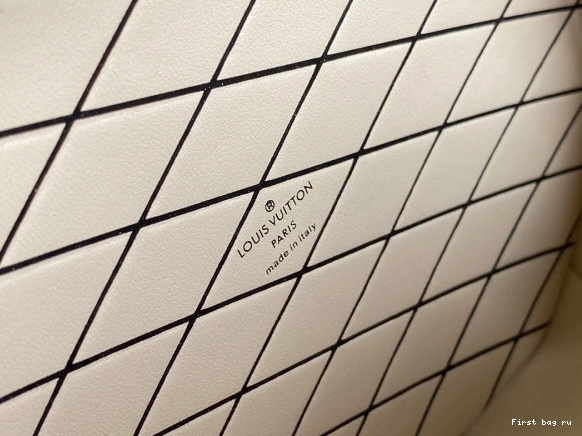 ®
LOUIS VUITTON
PARIS
made in italy
First bag ru